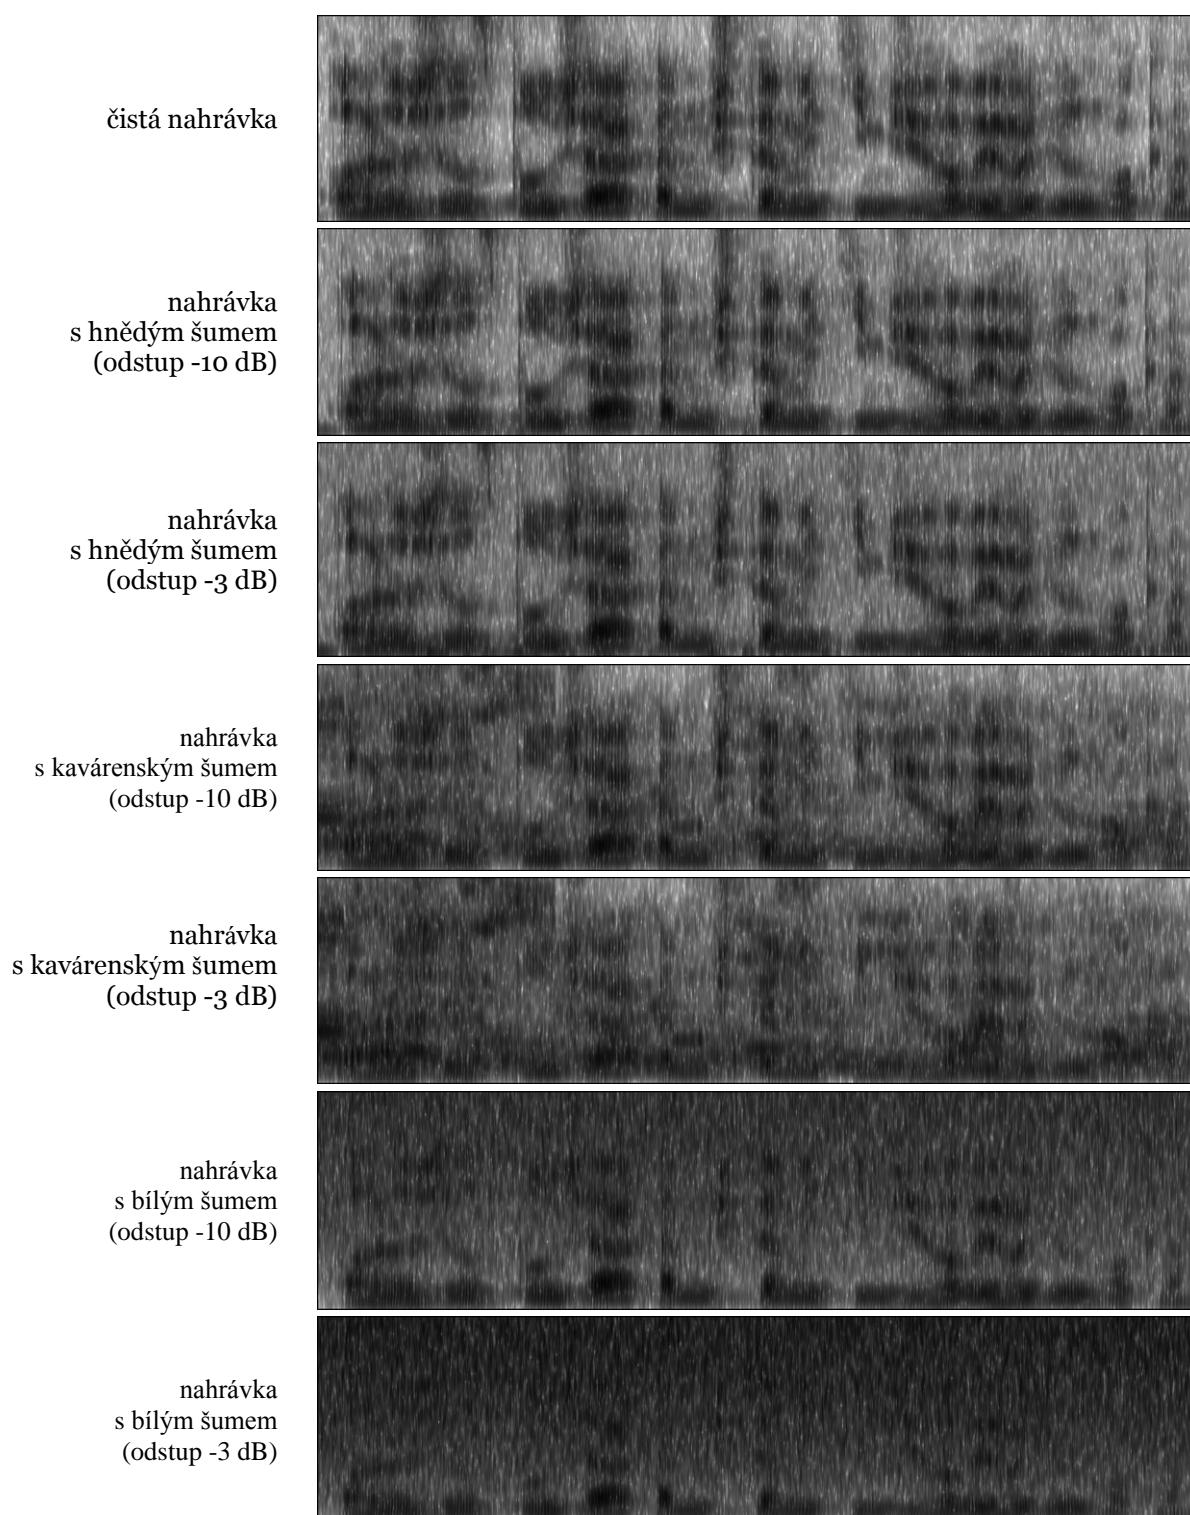 čistá nahrávka
nahrávka
s hnědým šumem
(odstup -10 dB)
nahrávka
s hnědým šumem
(odstup -3 dB)
nahrávka
s kavárenským šumem
(odstup -10 dB)
nahrávka
s kavárenským šumem
(odstup -3 dB)
nahrávka
s bílým šumem
(odstup -10 dB)
nahrávka
s bílým šumem
(odstup -3 dB)